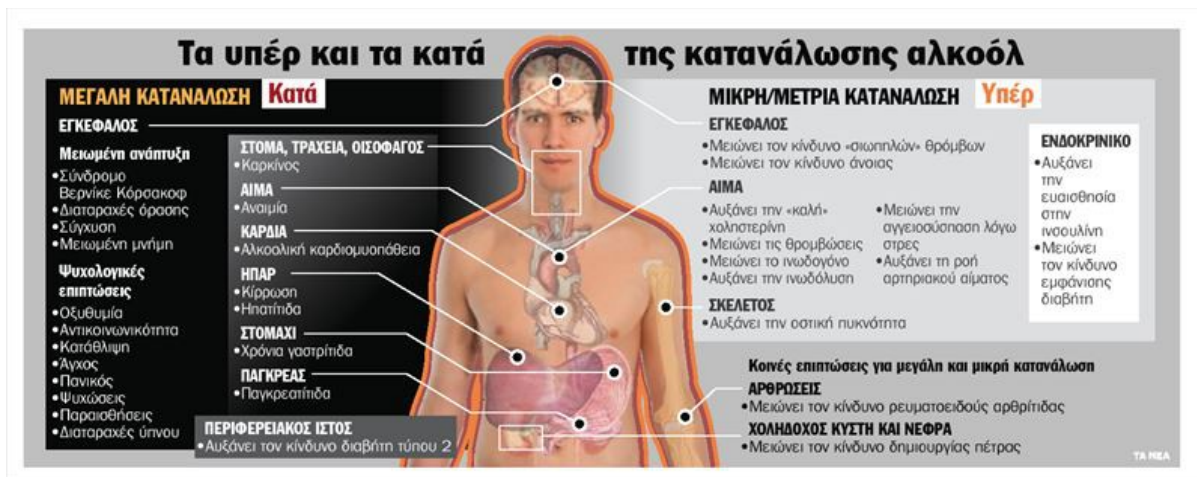 Τα υπέρ και τα κατά της κατανάλωσης αλκοόλ
ΜΕΓΑΛΗ ΚΑΤΑΝΑΛΩΣΗ Κατά
ΕΓΚΕΦΑΛΟΣ
Μειωμένη ανάπτυξη
•Σύνδρομο
Βερνίκε Κόρσακοφ
•Διαταραχές όρασης
•Σύγχυση
•Μειωμένη μνήμη
Ψυχολογικές
επιπτώσεις
•Οξυθυμία
•Αντικοινωνικότητα
•Κατάθλιψη
•Άγχος
•Πανικός
•Ψυχώσεις
•Παραισθήσεις
•Διαταραχές ύπνου
ΣΤΟΜΑ, ΤΡΑΧΕΙΑ, ΟΙΣΟΦΑΓΟΣ
•Καρκίνος
ΑΙΜΑ
•Αναιμία
ΚΑΡΔΙΑ
•Αλκοολική καρδιομυοπάθεια
ΗΠΑΡ
•Κίρρωση
•Ηπατίτιδα
ΣΤΟΜΑΧΙ
•Χρόνια γαστρίτιδα
ΠΑΓΚΡΕΑΣ
•Παγκρεατίτιδα
ΠΕΡΙΦΕΡΕΙΑΚΟΣ ΙΣΤΟΣ
•Αυξάνει τον κίνδυνο διαβήτη τύπου 2
ΜΙΚΡΗ/ΜΕΤΡΙΑ ΚΑΤΑΝΑΛΩΣΗ Υπέρ
ΕΓΚΕΦΑΛΟΣ
•Μειώνει τον κίνδυνο «σιωπηλών» θρόμβων
•Μειώνει τον κίνδυνο άνοιας
ΑΙΜΑ
•Αυξάνει την «καλή»
χοληστερίνη
•Μειώνει τις θρομβώσεις
•Μειώνει το ινωδογόνο
•Αυξάνει την ινωδόλυση
•Μειώνει την
αγγειοσύσπαση λόγω
στρες
•Αυξάνει τη ροή
αρτηριακού αίματος
ΣΚΕΛΕΤΟΣ
•Αυξάνει την οστική πυκνότητα
ΕΝΔΟΚΡΙΝΙΚΟ
•Αυξάνει
την
ευαισθησία
στην
ινσουλίνη
•Μειώνει
τον κίνδυνο
εμφάνισης
διαβήτη
Κοινές επιπτώσεις για μεγάλη και μικρή κατανάλωση
ΑΡΘΡΩΣΕΙΣ
•Μειώνει τον κίνδυνο ρευματοειδούς αρθρίτιδας
ΧΟΛΗΔΟΧΟΣ ΚΥΣΤΗ ΚΑΙ ΝΕΦΡΑ
•Μειώνει τον κίνδυνο δημιουργίας πέτρας
ΤΑ ΝΕΑ